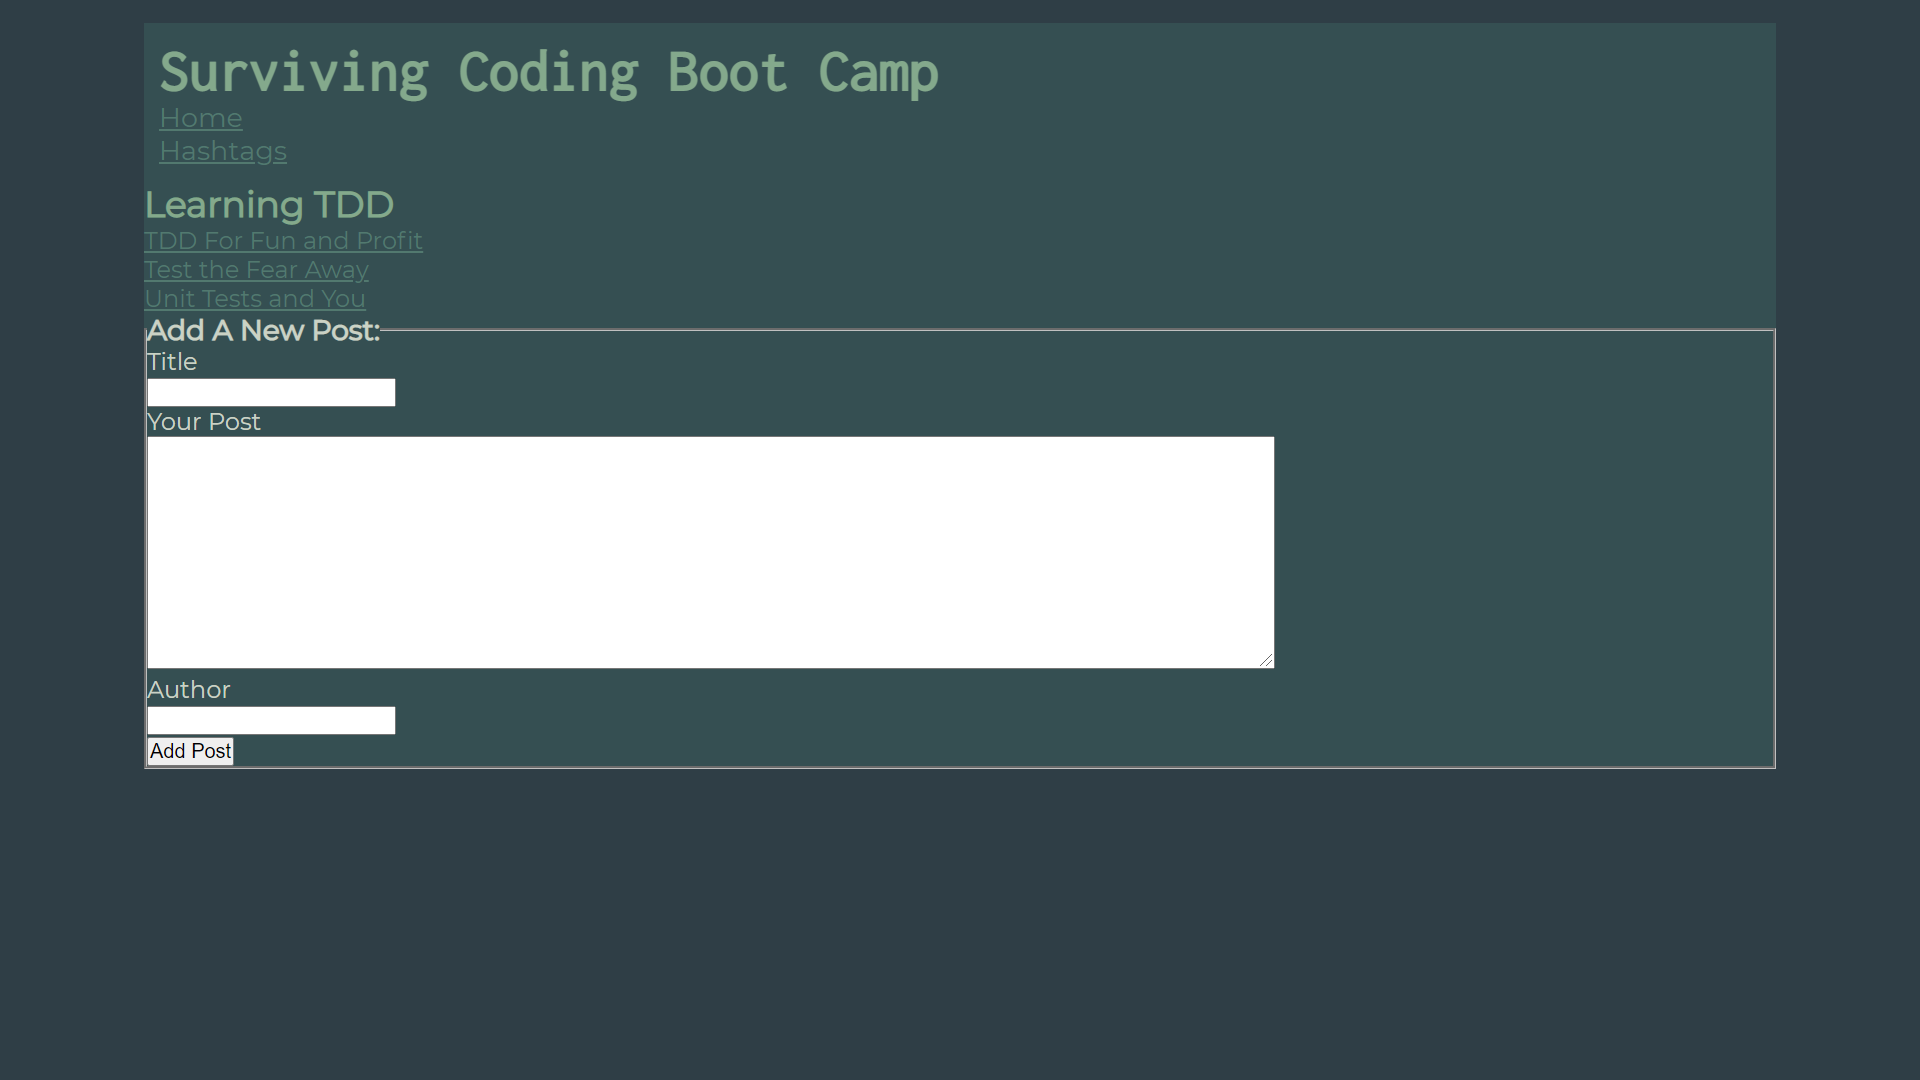 Surviving Coding Boot Camp
Home
Hashtags
Learning TDD
TDD For Fun and Profit
Test the Fear Away
Unit Tests and You
Add A New Post:
Title
Your Post
Author
Add Post